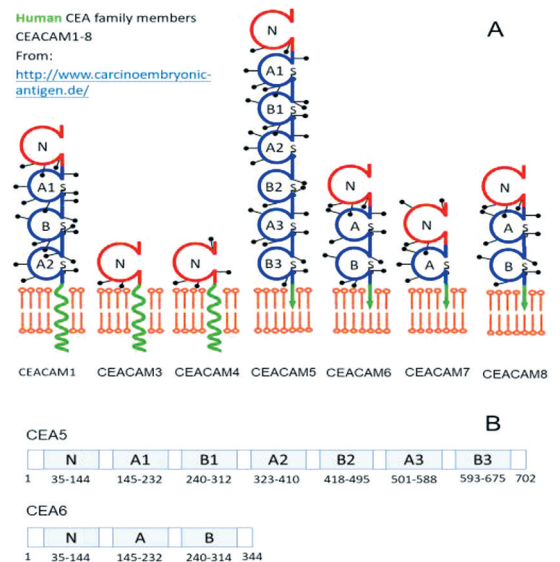 Human CEA family members
CEACAM1-8
From:
http://www.carcinoembryonic-
antigen.de/
A
N
A1 S
B S
A2 S
N
N
N
A1 S
B1 S
A2 S
B2 S
A3 S
B3 S
N
A S
B S
N
A S
N
A S
B S
CEACAM1 CEACAM3 CEACAM4 CEACAM5 CEACAM6 CEACAM7 CEACAM8
B
CEA5
N A1 B1 A2 B2 A3 B3
1 35-144 145-232 240-312 323-410 418-495 501-588 593-675 702
CEA6
N A B
1 35-144 145-232 240-314 344